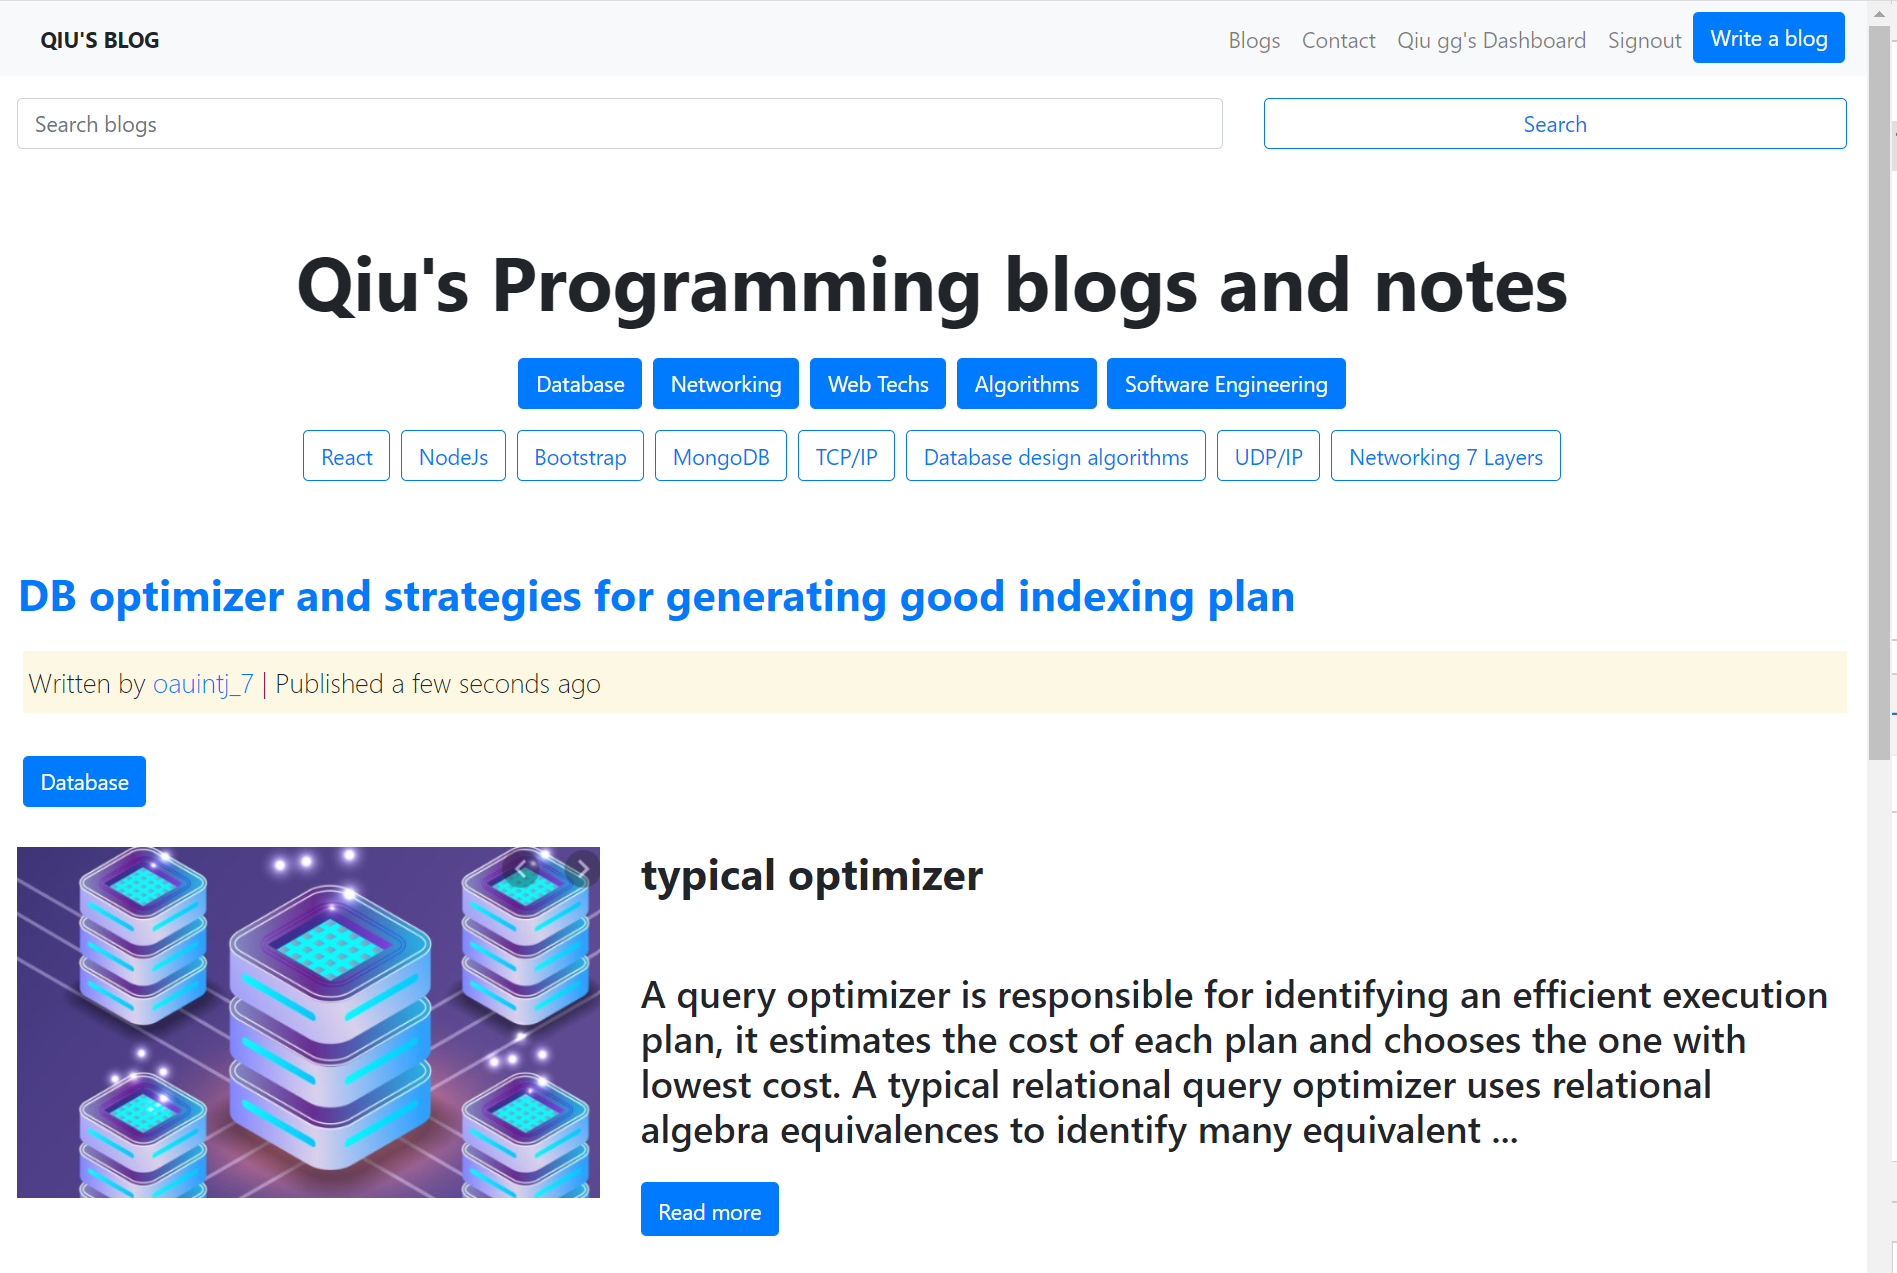 QIU'S BLOG
Blogs Contact Qiu gg's Dashboard Signout Write a blog
Search blogs Search
Qiu's Programming blogs and notes
Database Networking Web Techs Algorithms Software Engineering
React NodeJs Bootstrap MongoDB TCP/IP Database design algorithms UDP/IP Networking 7 Layers
DB optimizer and strategies for generating good indexing plan
Written by oauintj_7 | Published a few seconds ago
Database
typical optimizer
A query optimizer is responsible for identifying an efficient execution
plan, it estimates the cost of each plan and chooses the one with
lowest cost. A typical relational query optimizer uses relational
algebra equivalences to identify many equivalent ...
Read more